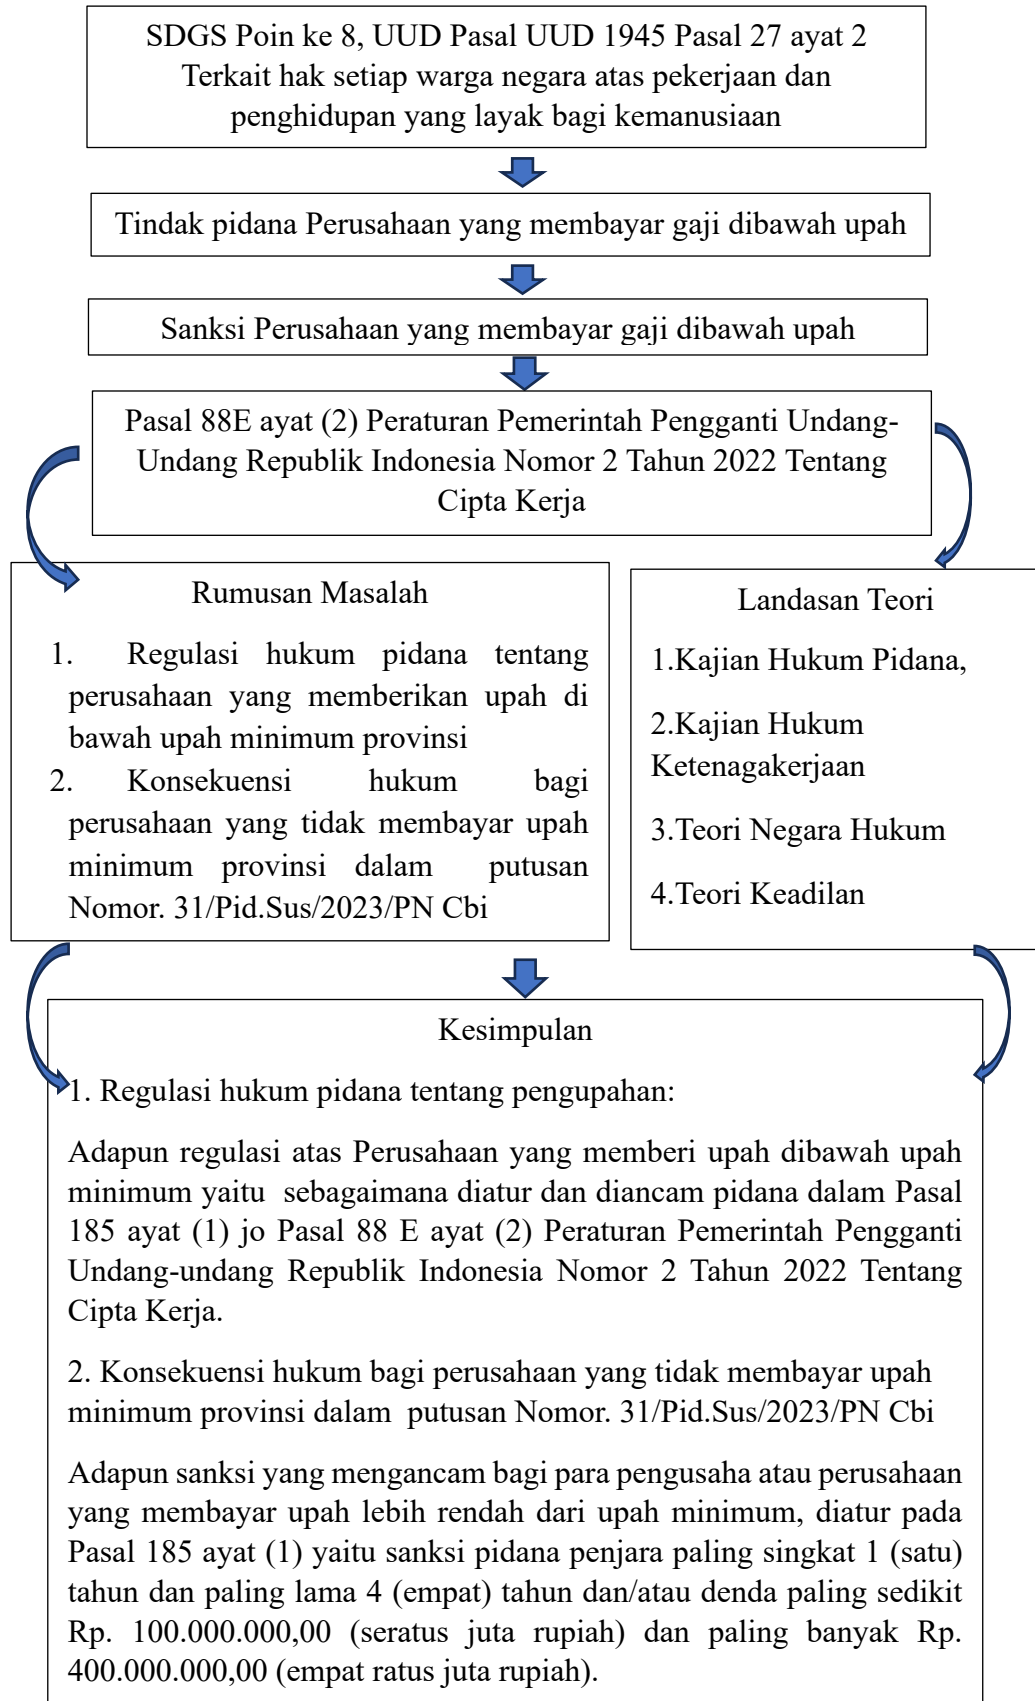 SDGS Poin ke 8, UUD Pasal UUD 1945 Pasal 27 ayat 2
Terkait hak setiap warga negara atas pekerjaan dan
penghidupan yang layak bagi kemanusiaan
Tindak pidana Perusahaan yang membayar gaji dibawah upah
Sanksi Perusahaan yang membayar gaji dibawah upah
Pasal 88E ayat (2) Peraturan Pemerintah Pengganti Undang-
Undang Republik Indonesia Nomor 2 Tahun 2022 Tentang
Cipta Kerja
Rumusan Masalah
1. Regulasi hukum pidana tentang
perusahaan yang memberikan upah di
bawah upah minimum provinsi
2. Konsekuensi hukum bagi
perusahaan yang tidak membayar upah
minimum provinsi dalam putusan
Nomor. 31/Pid.Sus/2023/PN Cbi
Landasan Teori
1.Kajian Hukum Pidana,
2.Kajian Hukum
Ketenagakerjaan
3.Teori Negara Hukum
4.Teori Keadilan
Kesimpulan
1. Regulasi hukum pidana tentang pengupahan:
Adapun regulasi atas Perusahaan yang memberi upah dibawah upah
minimum yaitu sebagaimana diatur dan diancam pidana dalam Pasal
185 ayat (1) jo Pasal 88 E ayat (2) Peraturan Pemerintah Pengganti
Undang-undang Republik Indonesia Nomor 2 Tahun 2022 Tentang
Cipta Kerja.
2. Konsekuensi hukum bagi perusahaan yang tidak membayar upah
minimum provinsi dalam putusan Nomor. 31/Pid.Sus/2023/PN Cbi
Adapun sanksi yang mengancam bagi para pengusaha atau perusahaan
yang membayar upah lebih rendah dari upah minimum, diatur pada
Pasal 185 ayat (1) yaitu sanksi pidana penjara paling singkat 1 (satu)
tahun dan paling lama 4 (empat) tahun dan/atau denda paling sedikit
Rp. 100.000.000,00 (seratus juta rupiah) dan paling banyak Rp.
400.000.000,00 (empat ratus juta rupiah).